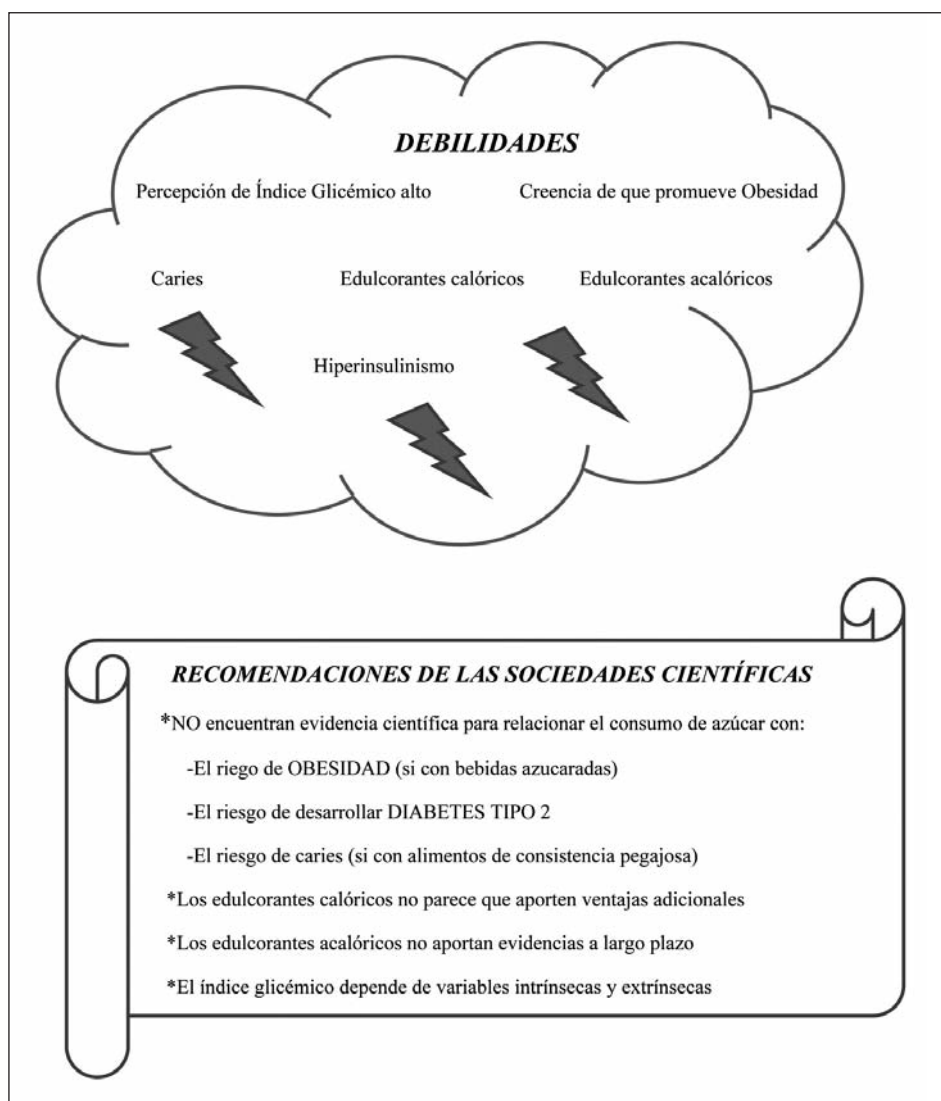 DEBILIDADES
Percepción de Índice Glicémico alto
Creencia de que promueve Obesidad
Caries
Edulcorantes calóricos
Edulcorantes acalóricos
Hiperinsulinismo
RECOMENDACIONES DE LAS SOCIEDADES CIENTÍFICAS
*NO encuentran evidencia científica para relacionar el consumo de azúcar con:
-El riego de OBESIDAD (si con bebidas azucaradas)
-El riesgo de desarrollar DIABETES TIPO 2
-El riesgo de caries (si con alimentos de consistencia pegajosa)
*Los edulcorantes calóricos no parece que aporten ventajas adicionales
*Los edulcorantes acalóricos no aportan evidencias a largo plazo
*El índice glicémico depende de variables intrínsecas y extrínsecas